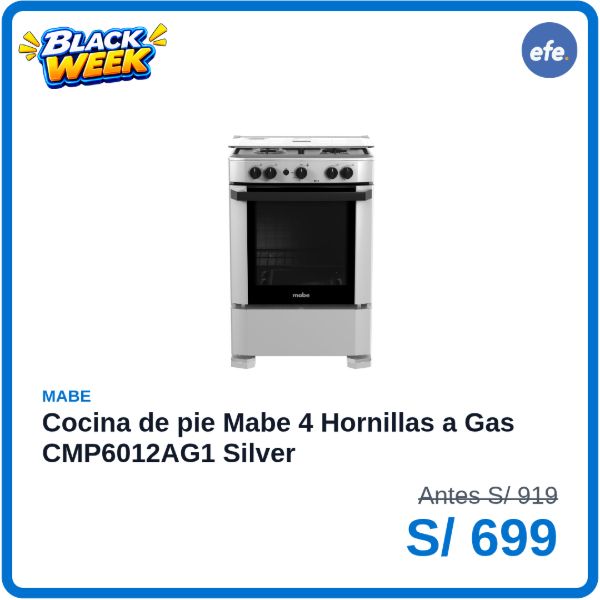 BLACK
WEEK
efe.
mabe
MABE
Cocina de pie Mabe 4 Hornillas a Gas
CMP6012AG1 Silver
Antes S/ 919
S/ 699